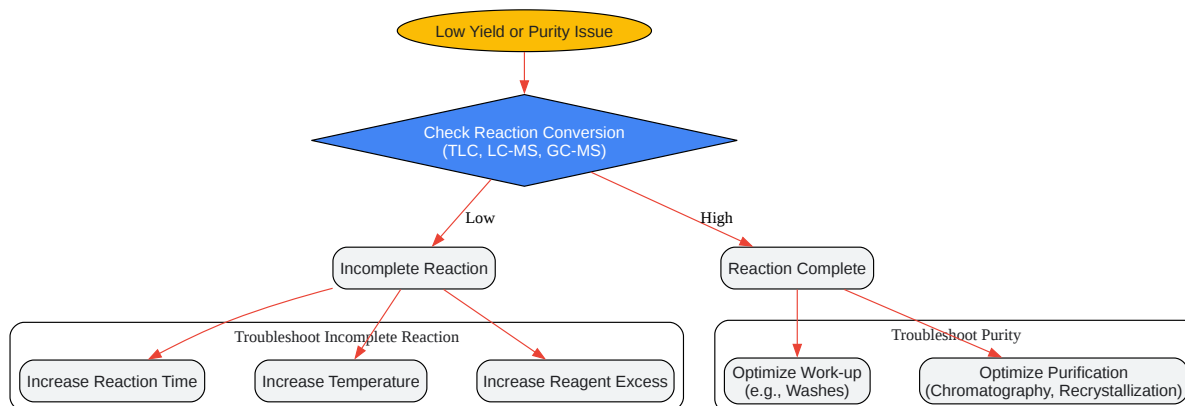 Low Yield or Purity Issue
Check Reaction Conversion
(TLC, LC-MS, GC-MS)
Low
High
Incomplete Reaction
Reaction Complete
Troubleshoot Incomplete Reaction
Troubleshoot Purity
Increase Reaction Time
Increase Temperature
Increase Reagent Excess
Optimize Work-up
(e.g., Washes)
Optimize Purification
(Chromatography, Recrystallization)